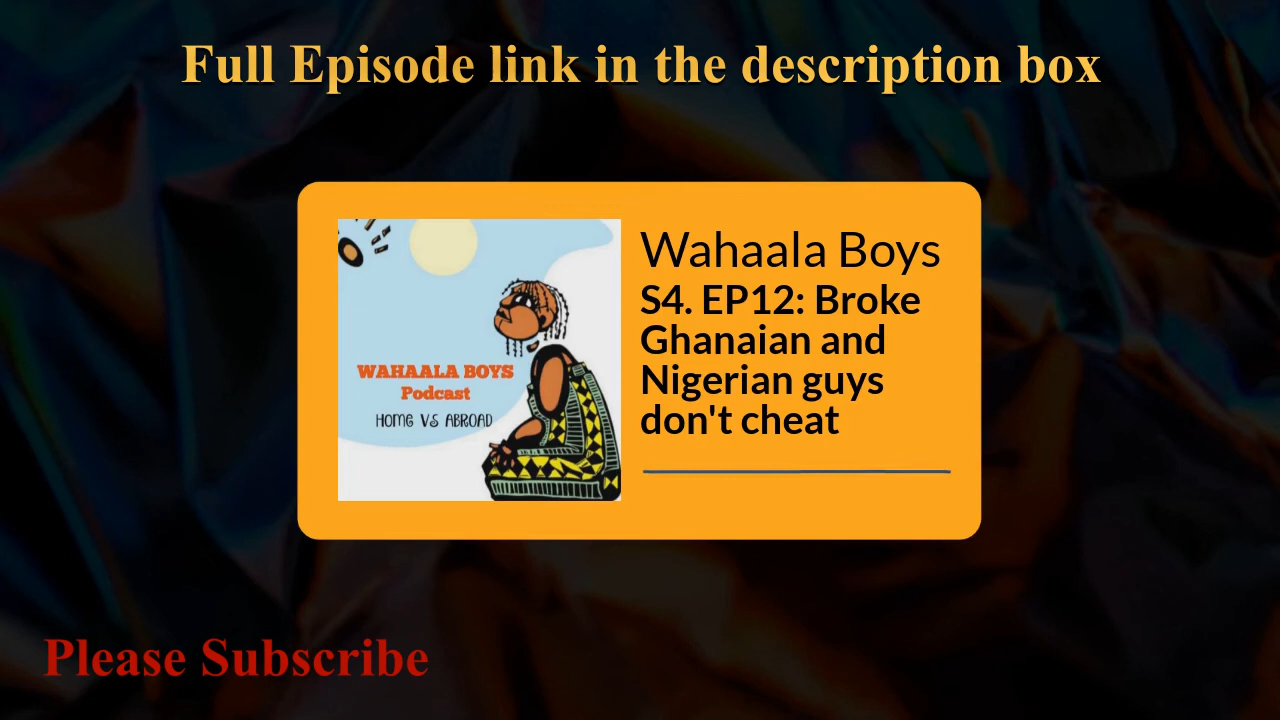 Full Episode link in the description box
WAHAALA BOYS
Podcast
HOME VS ABROAD
Wahaala Boys
S4. EP12: Broke
Ghanaian and
Nigerian guys
don't cheat
Please Subscribe